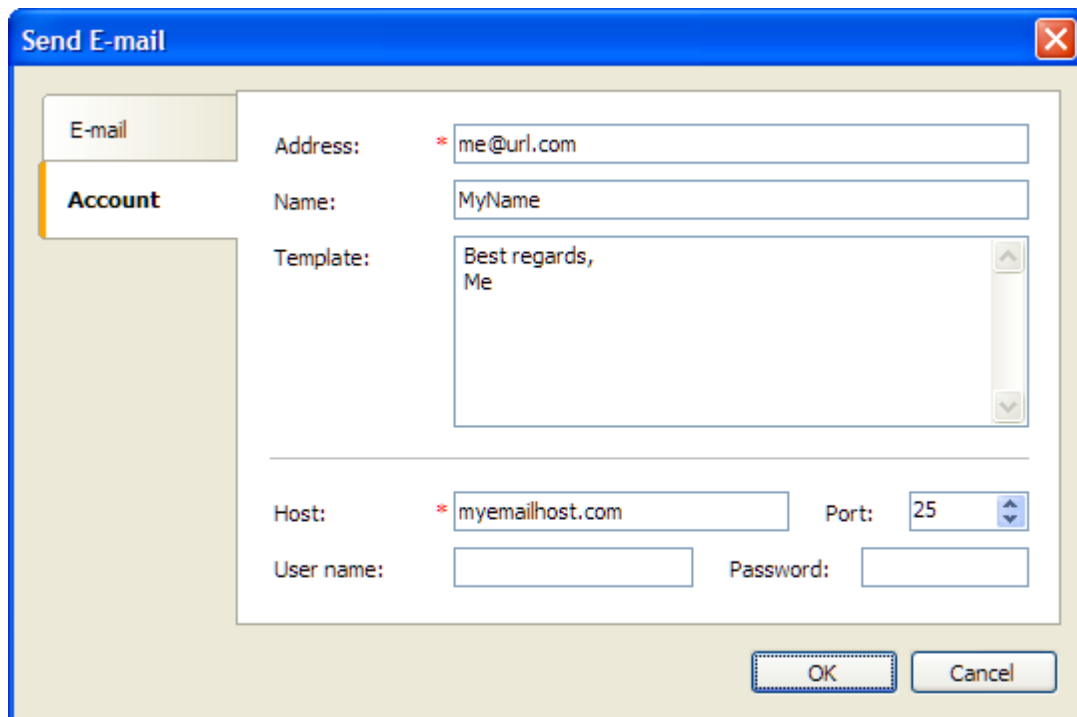 Send E-mail
E-mail
Account
Address: * me@url.com
Name: MyName
Template: Best regards,
Me
Host: * myemailhost.com Port: 25
User name: Password:
OK Cancel